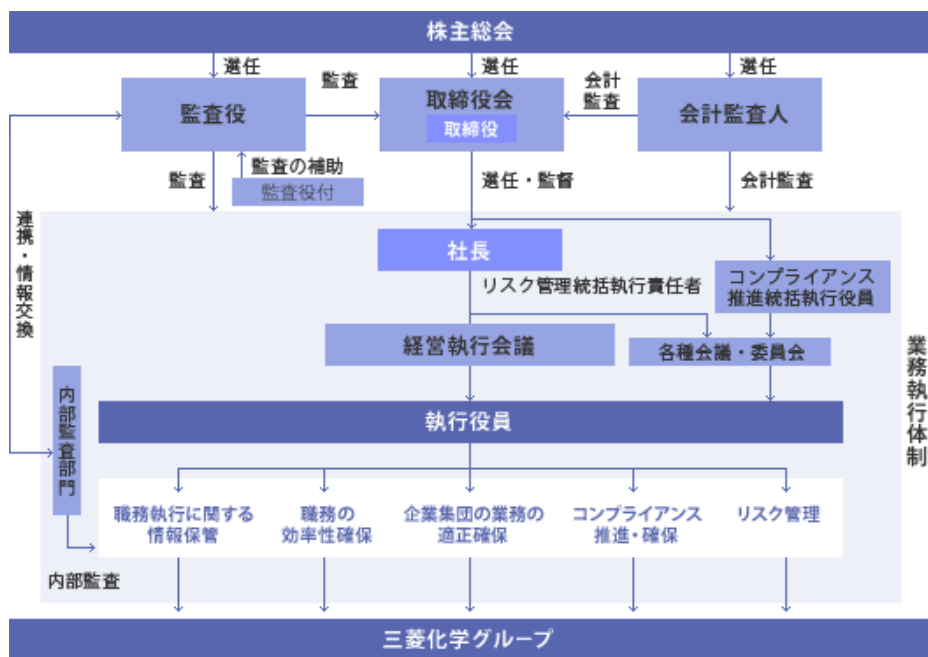 株主総会
選任
選任
選任
監査役
監査
取締役会
取締役
会計
監査
会計監査人
監査
監査の補助
監査役付
選任・監督
会計監査
連携・情報交換
社長
リスク管理統括執行責任者
コンプライアンス
推進統括執行役員
経営執行会議
各種会議・委員会
業務執行体制
内部監査部門
執行役員
職務執行に関する
情報保管
職務の
効率性確保
企業集団の業務の
適正確保
コンプライアンス
推進・確保
リスク管理
内部監査
三菱化学グループ